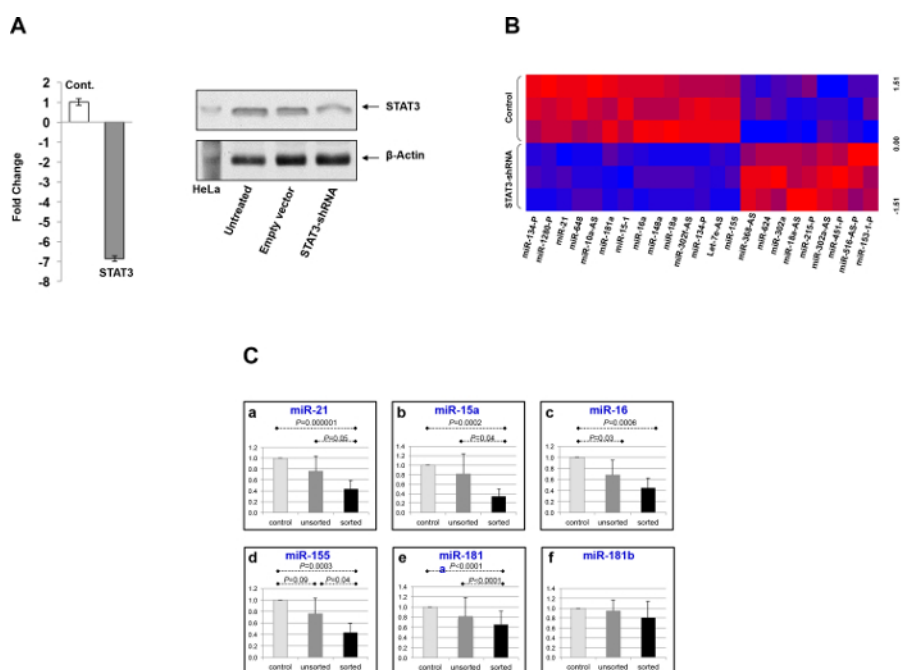 A
B
Cont.
2
1
0
-1
-2
-3
-4
-5
-6
-7
-8
Fold Change
STAT3
STAT3
β-Actin
HeLa
Untreated
Empty vector
STAT3-shRNA
Control
STAT3-shRNA
1.51
0.00
-1.51
miR-134-P
miR-1280-P
miR-21
miR-648
miR-10a-AS
miR-181a
miR-15-1
miR-16a
miR-148a
miR-18a
miR-302f-AS
miR-134-P
Let-7e-AS
miR-155
miR-368-AS
miR-624
miR-302a
miR-18a-AS
miR-215-P
miR-302a-AS
miR-451-P
miR-516-AS-P
miR-153-1-P
C
a
miR-21
P=0.000001
P=0.05
1.2
1.0
0.8
0.6
0.4
0.2
0.0
control unsorted sorted
b
miR-15a
P=0.0002
P=0.04
1.4
1.2
1.0
0.8
0.6
0.4
0.2
0.0
control unsorted sorted
c
miR-16
P=0.0006
P=0.03
1.2
1.0
0.8
0.6
0.4
0.2
0.0
control unsorted sorted
d
miR-155
P=0.0003
P=0.09
P=0.04
1.2
1.0
0.8
0.6
0.4
0.2
0.0
control unsorted sorted
e
miR-181
a
P<0.0001
P=0.0001
1.4
1.2
1.0
0.8
0.6
0.4
0.2
0.0
control unsorted sorted
f
miR-181b
1.4
1.2
1.0
0.8
0.6
0.4
0.2
0.0
control unsorted sorted